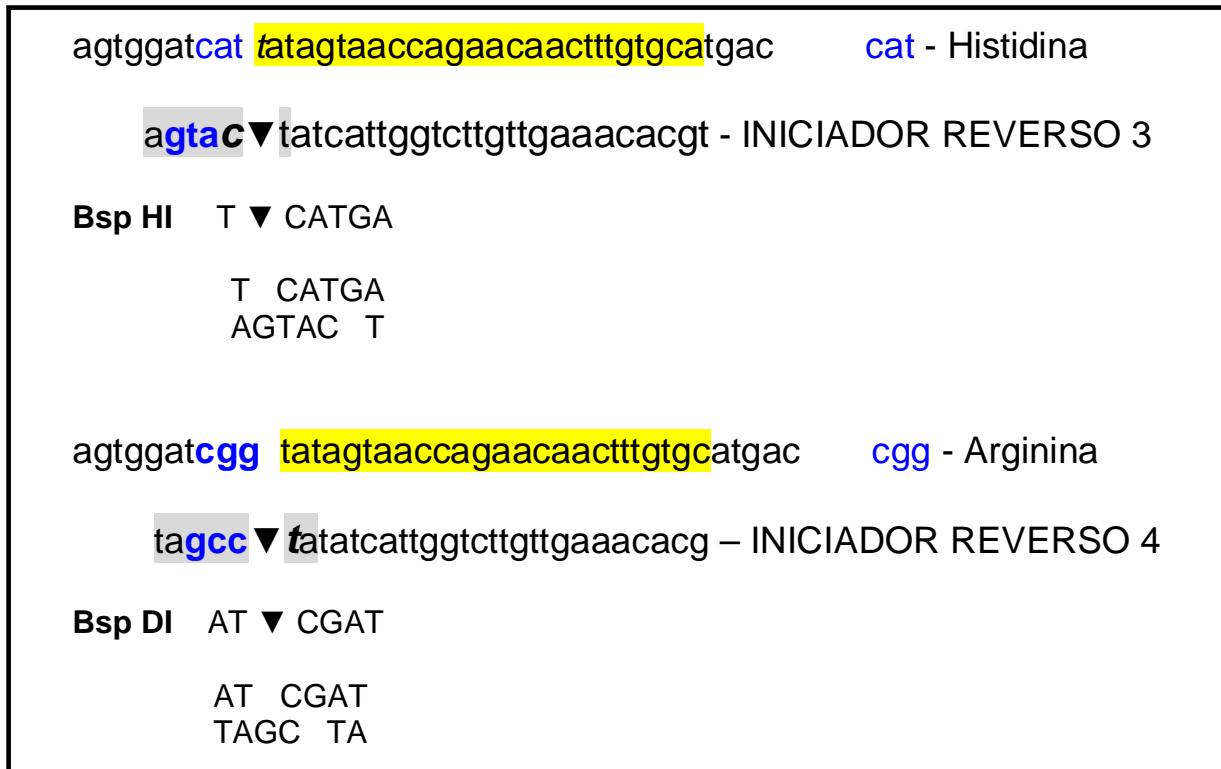 agtggatcat tatagtaaccagaacaactttgtgcatgac cat - Histidina
agtac▼tatcattggtcttgttgaaacacgt - INICIADOR REVERSO 3
Bsp HI T ▼ CATGA
T CATGA
AGTAC T
agtggatcgg tatagtaaccagaacaactttgtgcatgac cgg - Arginina
tagcc▼tatatcattggtcttgttgaaacacg – INICIADOR REVERSO 4
Bsp DI AT ▼ CGAT
AT CGAT
TAGC TA